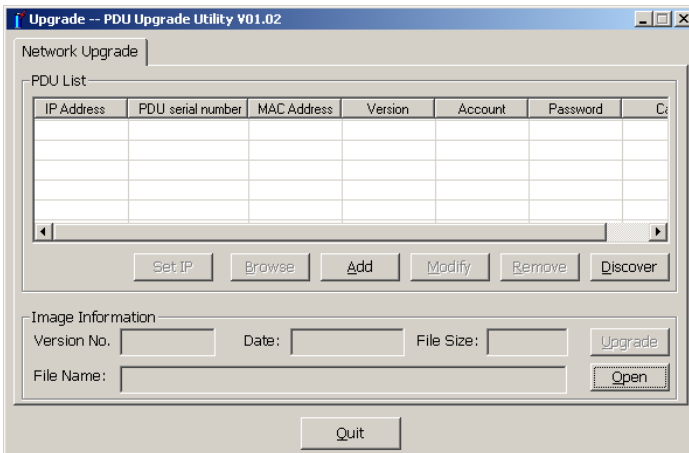 Upgrade -- PDU Upgrade Utility V01.02
Network Upgrade
PDU List
IP Address PDU serial number MAC Address Version Account Password Ca
Set IP Browse Add Modify Remove Discover
Image Information
Version No. Date: File Size: Upgrade
File Name: Open
Quit